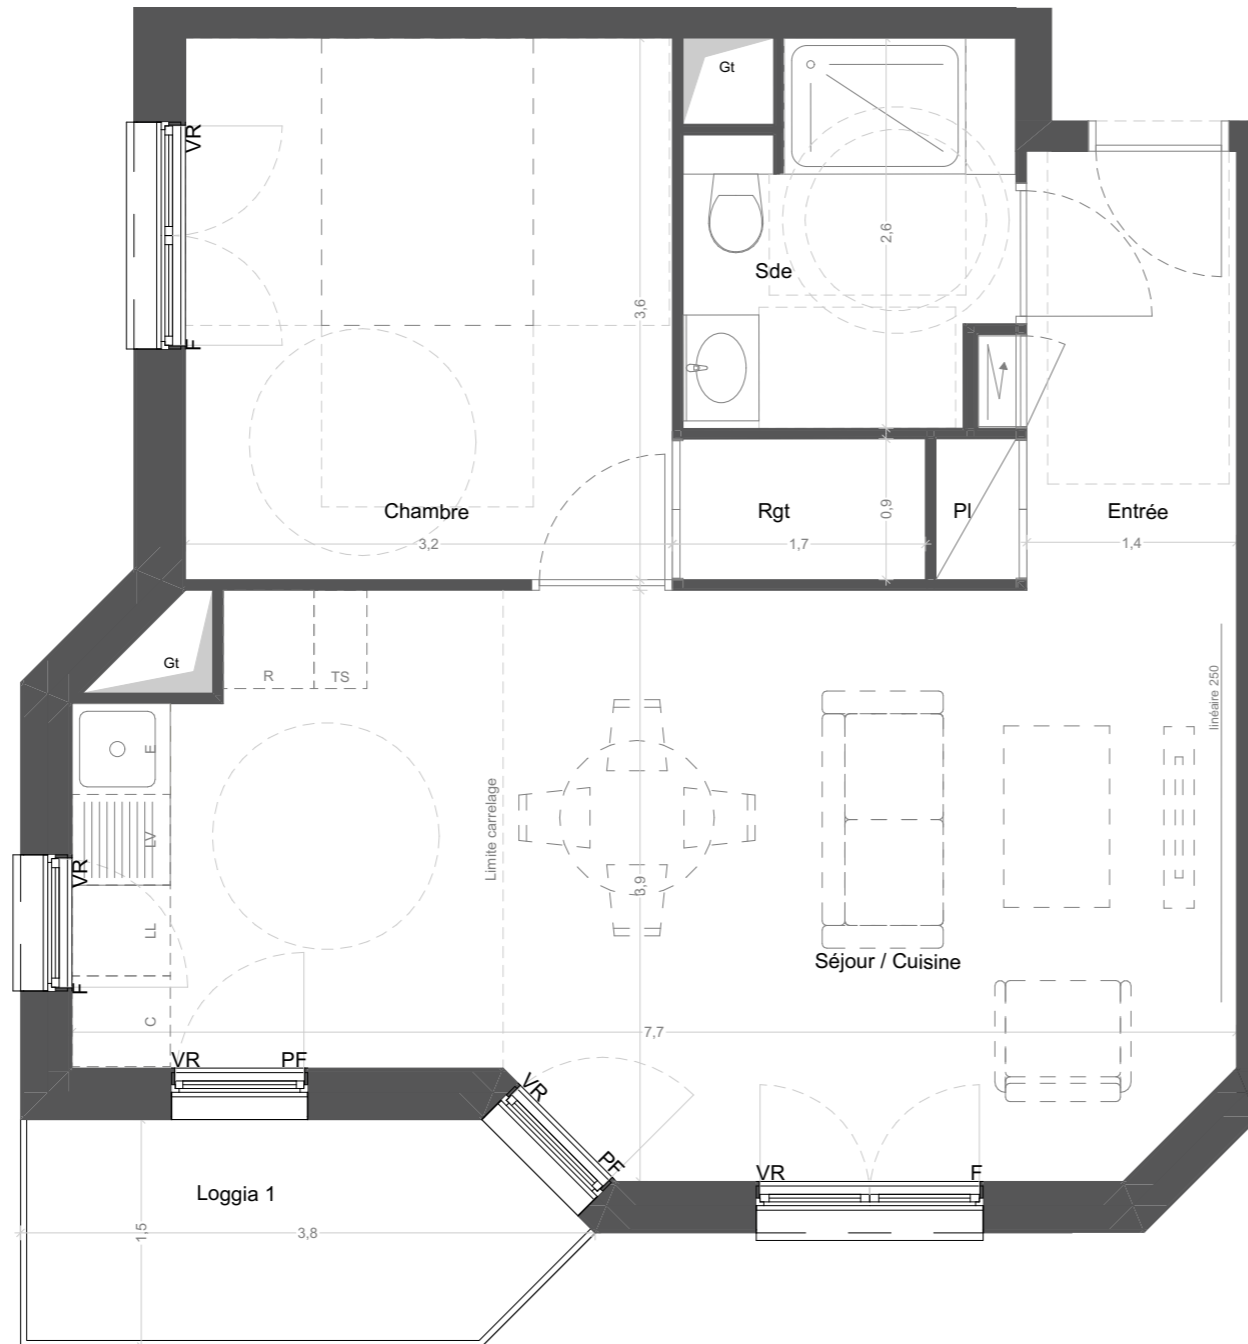 Gt
VR
2,6
Sde
3,6
F
Chambre
Rgt
0,9
Pl
Entrée
3,2
1,7
1,4
Gt
R
TS
linéaire 250
E
Limite carrelage
LV
VR
3,9
LL
F
Séjour / Cuisine
C
7,7
VR
PF
VR
PF
VR
F
Loggia 1
1,5
3,8